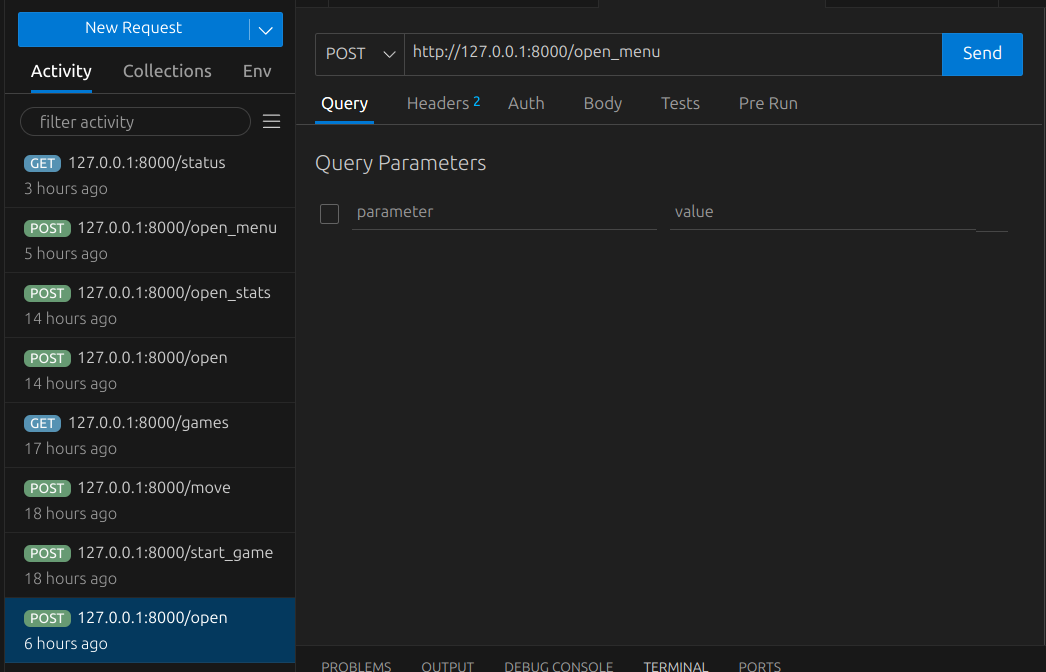 New Request
Activity Collections Env
filter activity
GET 127.0.0.1:8000/status
3 hours ago
POST 127.0.0.1:8000/open_menu
5 hours ago
POST 127.0.0.1:8000/open_stats
14 hours ago
POST 127.0.0.1:8000/open
14 hours ago
GET 127.0.0.1:8000/games
17 hours ago
POST 127.0.0.1:8000/move
18 hours ago
POST 127.0.0.1:8000/start_game
18 hours ago
POST 127.0.0.1:8000/open
6 hours ago
POST http://127.0.0.1:8000/open_menu Send
Query Headers 2 Auth Body Tests Pre Run
Query Parameters
parameter value
PROBLEMS OUTPUT DEBUG CONSOLE TERMINAL PORTS